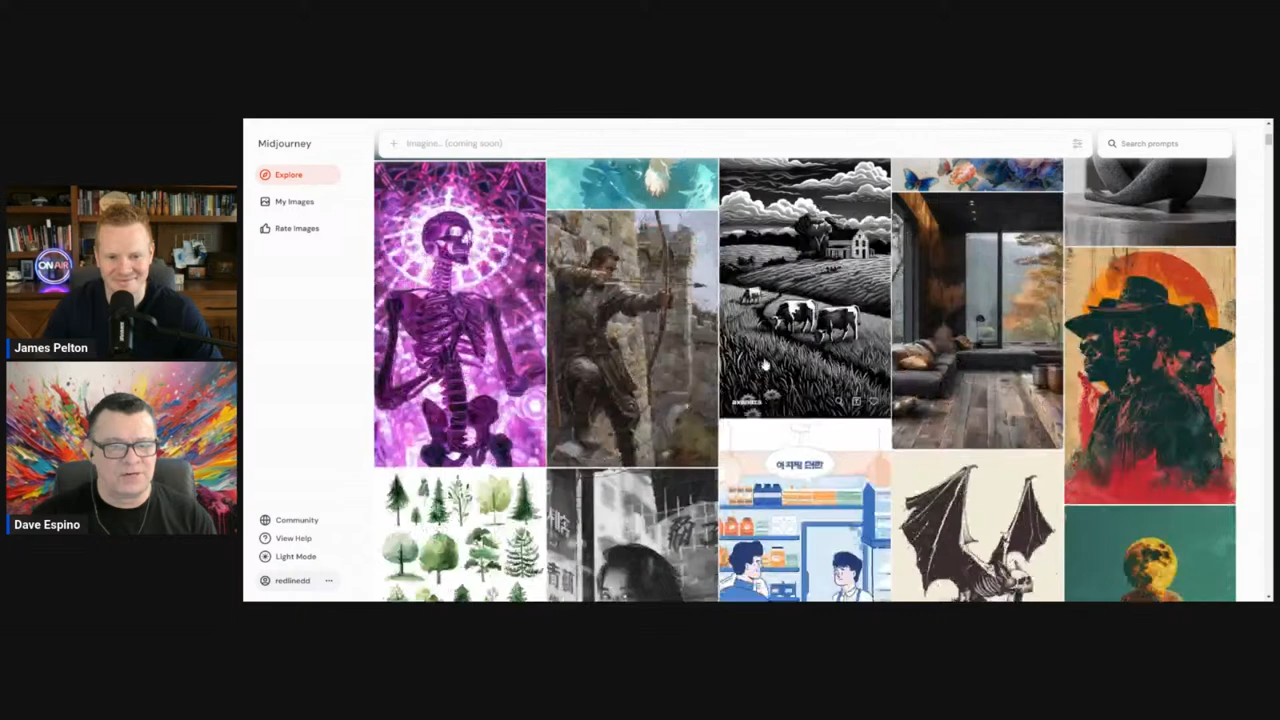 Midjourney
Imagine... (coming soon)
Search prompts
Explore
My Images
Rate Images
ON AIR
James Pelton
Community
View Help
Light Mode
redlinedd
Dave Espino